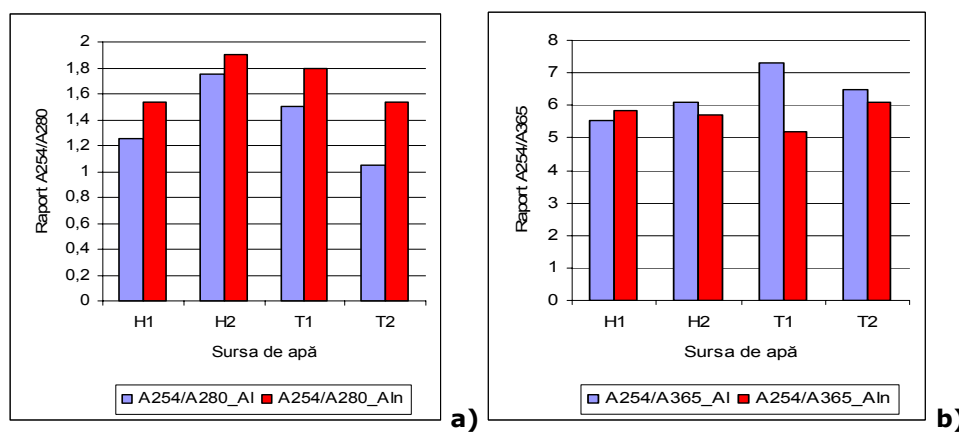 Raport A254/A280
2
1,8
1,6
1,4
1,2
1
0,8
0,6
0,4
0,2
0
H1 H2 T1 T2
Sursa de apă
A254/A280_Al A254/A280_Aln
a)
Raport A254/A365
8
7
6
5
4
3
2
1
0
H1 H2 T1 T2
Sursa de apă
A254/A365_Al A254/A365_Aln
b)